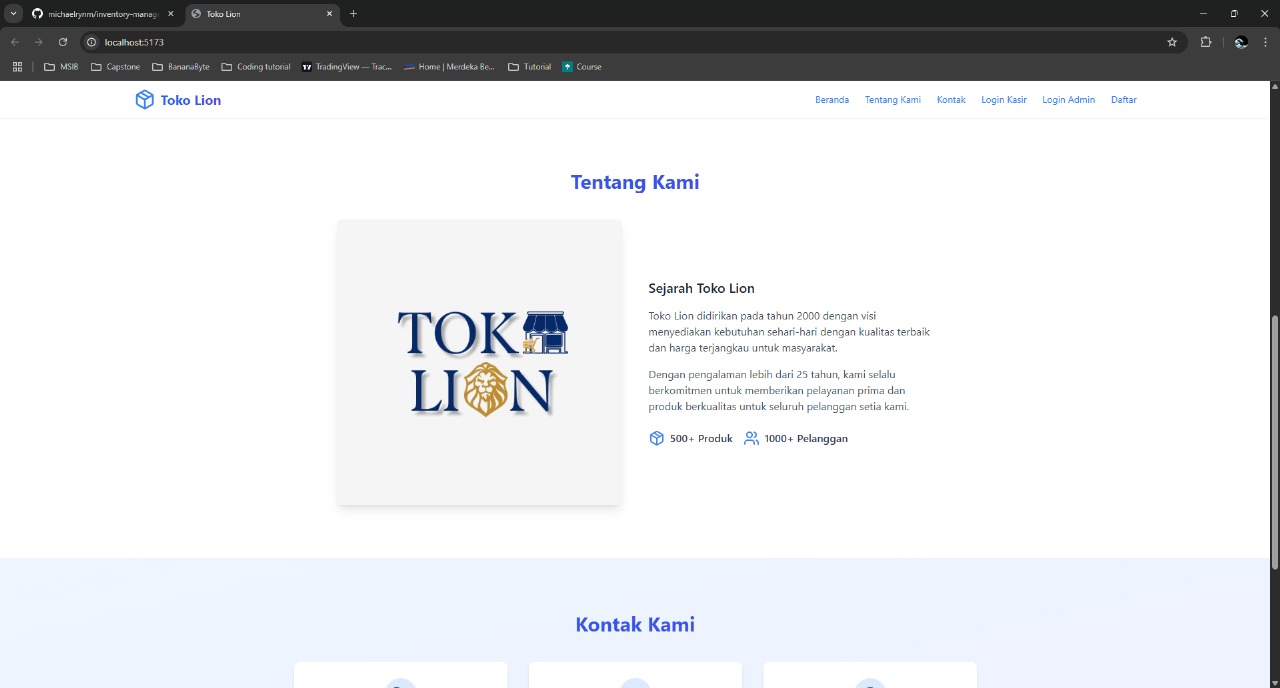 michaelrynm/inventory-manag
Toko Lion
localhost:5173
MSIB
Capstone
BananaByte
Coding tutorial
TradingView — Trac...
Home | Merdeka Be...
Tutorial
Course
Toko Lion
Beranda
Tentang Kami
Kontak
Login Kasir
Login Admin
Daftar
Tentang Kami
TOK
LION
Sejarah Toko Lion
Toko Lion didirikan pada tahun 2000 dengan visi
menyediakan kebutuhan sehari-hari dengan kualitas terbaik
dan harga terjangkau untuk masyarakat.
Dengan pengalaman lebih dari 25 tahun, kami selalu
berkomitmen untuk memberikan pelayanan prima dan
produk berkualitas untuk seluruh pelanggan setia kami.
500+ Produk
1000+ Pelanggan
Kontak Kami